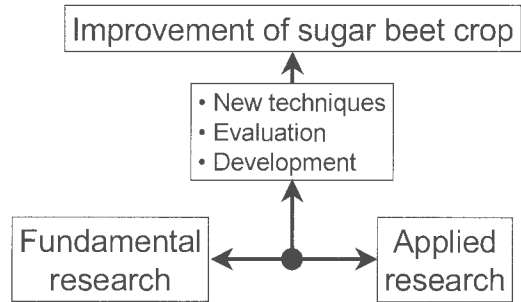 Improvement of sugar beet crop
• New techniques
• Evaluation
• Development
Fundamental
research
Applied
research